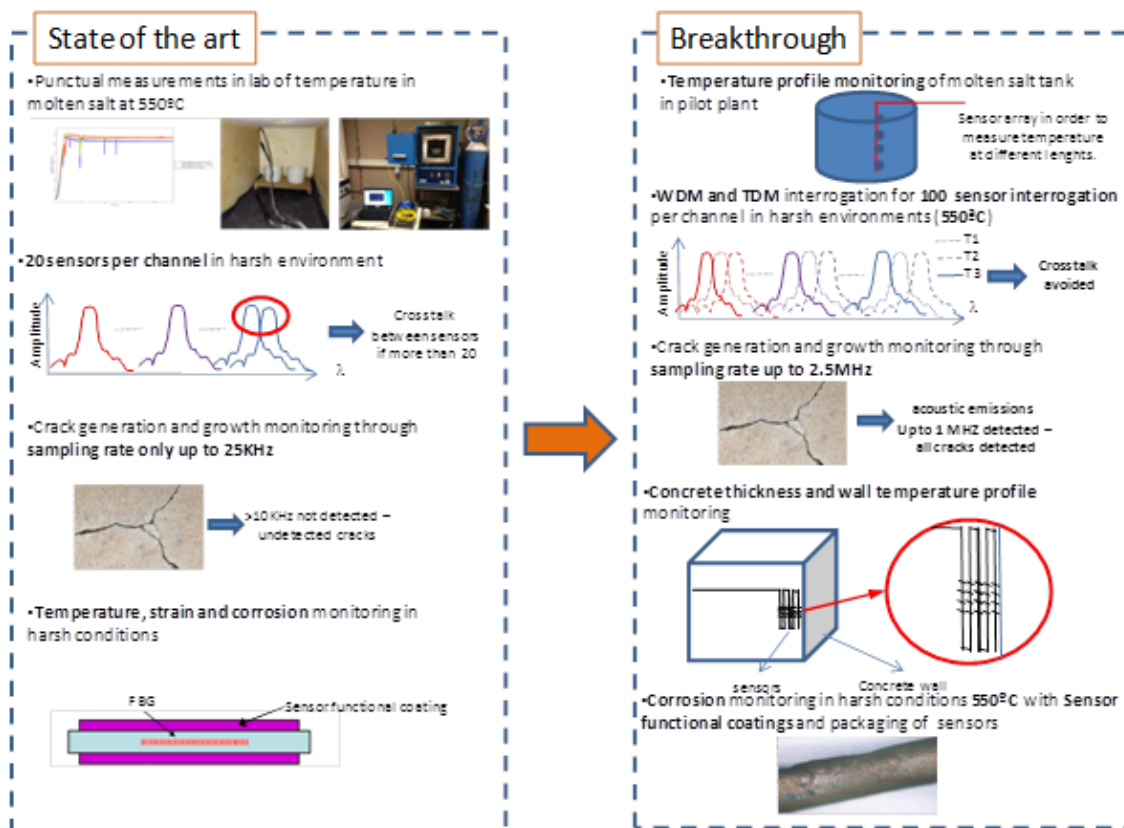 State of the art
•Punctual measurements in lab of temperature in
molten salt at 550ºC
•20 sensors per channel in harsh environment
Amplitude
λ
Crosstalk
between sensors
if more than 20
•Crack generation and growth monitoring through
sampling rate only up to 25KHz
>10 KHz not detected –
undetected cracks
•Temperature, strain and corrosion monitoring in
harsh conditions
FBG
Sensor functional coating
Breakthrough
•Temperature profile monitoring of molten salt tank
in pilot plant
Sensor array in order to
measure temperature
at different lenghts.
•WDM and TDM interrogation for 100 sensor interrogation
per channel in harsh environments (550ºC)
Amplitude
T1
T2
T3
λ
Crosstalk
avoided
•Crack generation and growth monitoring through
sampling rate up to 2.5MHz
acoustic emissions
Up to 1 MHZ detected –
all cracks detected
•Concrete thickness and wall temperature profile
monitoring
sensors
Concrete wall
•Corrosion monitoring in harsh conditions 550ºC with Sensor
functional coatings and packaging of sensors